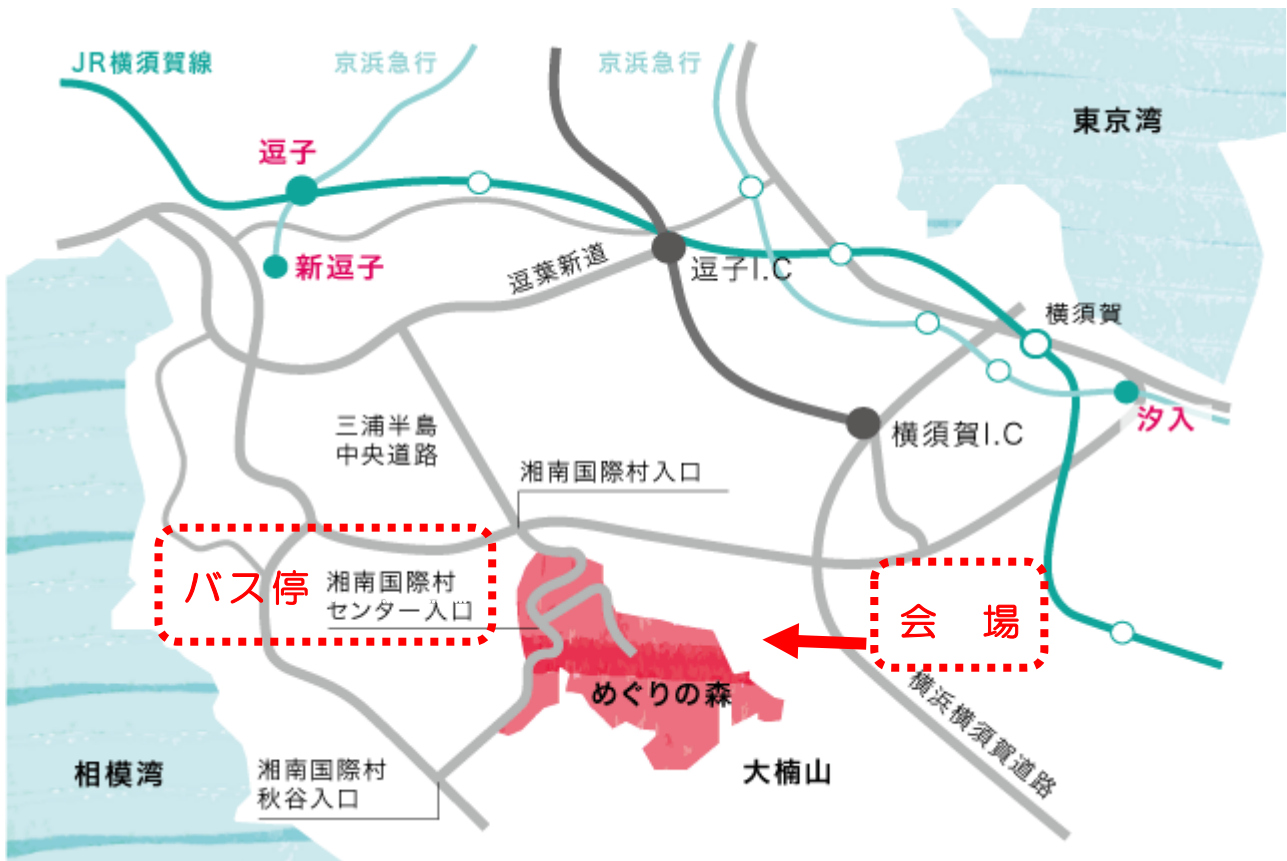 JR横須賀線
京浜急行
京浜急行
東京湾
逗子
新逗子
逗葉新道
逗子I.C
横須賀
汐入
三浦半島
中央道路
横須賀I.C
湘南国際村入口
バス停
湘南国際村
センター入口
会 場
めぐりの森
横浜横須賀道路
相模湾
湘南国際村
秋谷入口
大楠山